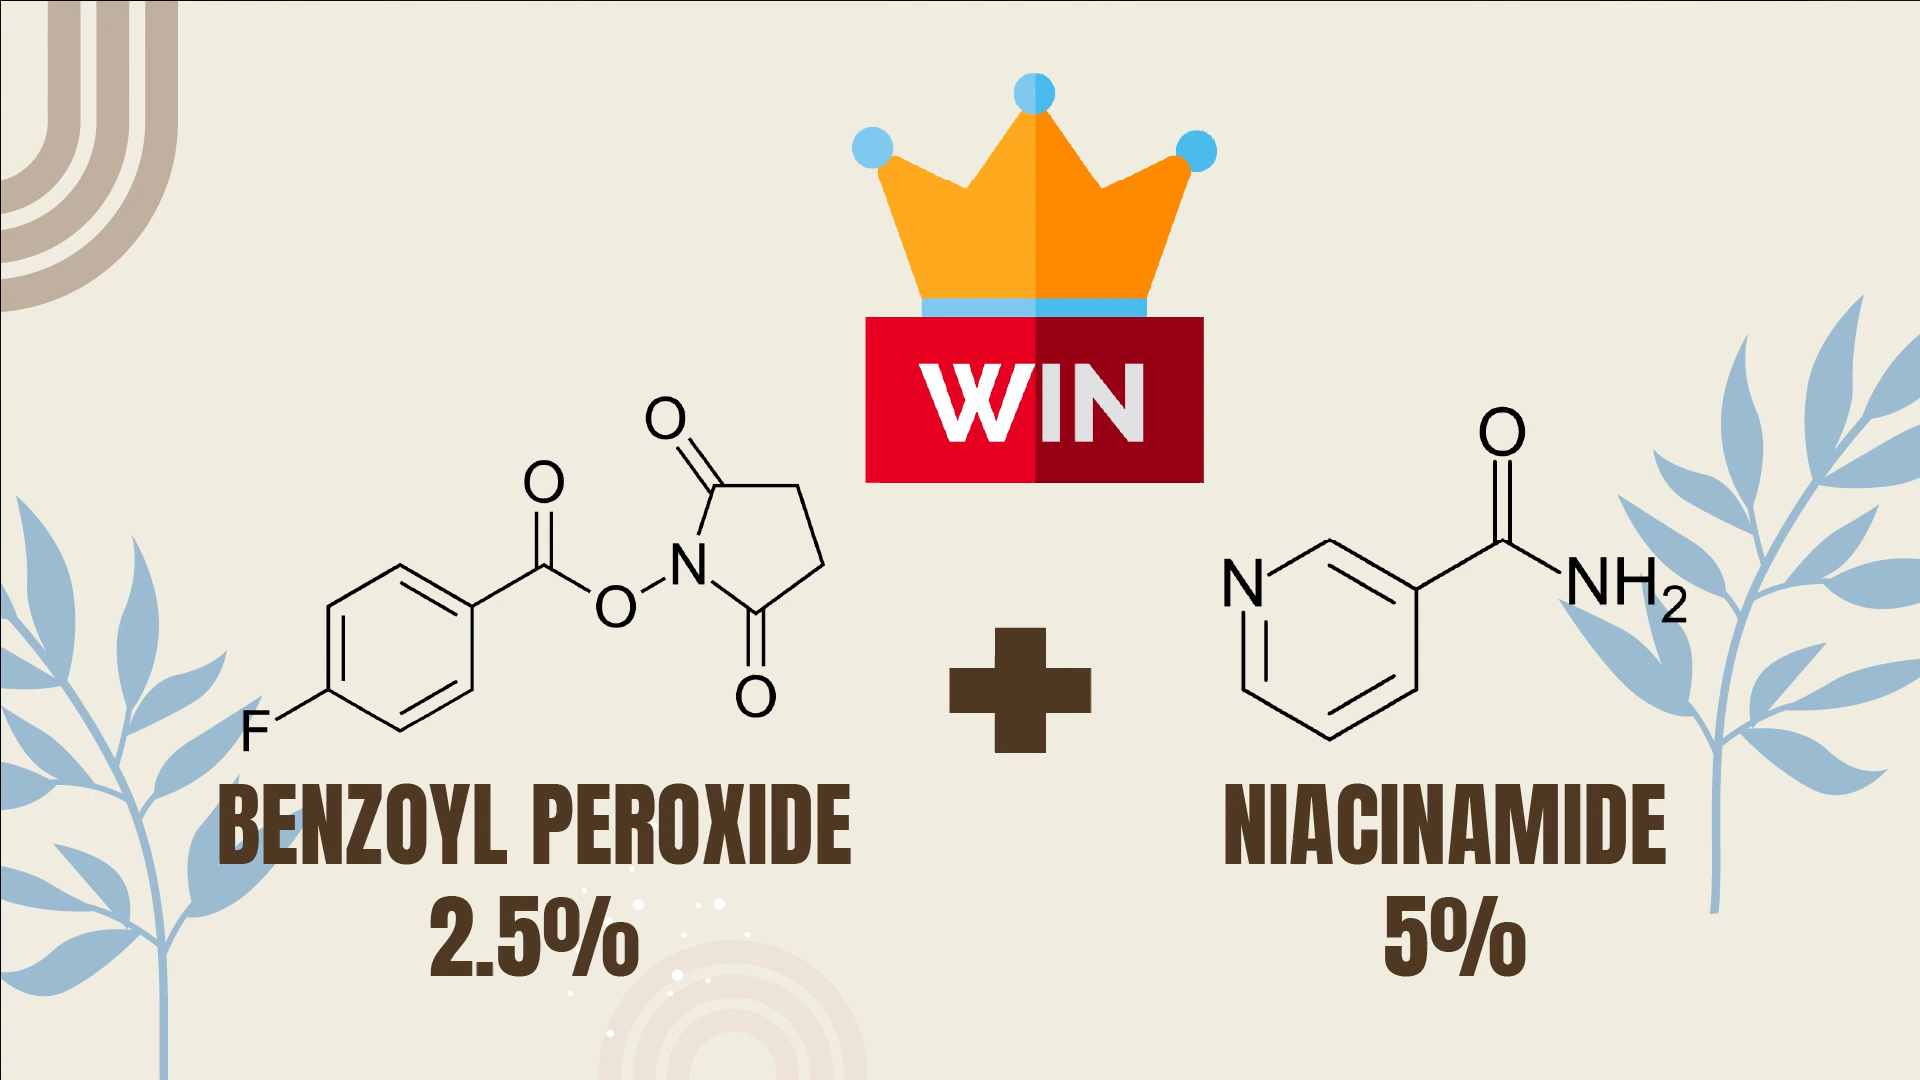 WIN
O
O
O
N
O
N
NH2
O
O
F
BENZOYL PEROXIDE
NIACINAMIDE
2.5%
5%